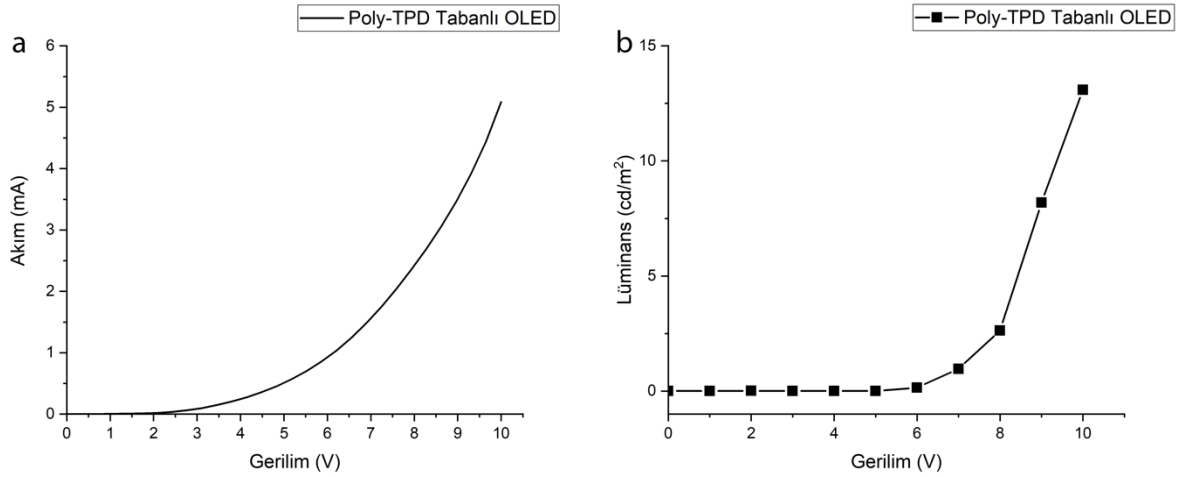 a
Poly-TPD Tabanlı OLED
6
5
4
3
2
1
0
Akım (mA)
0 1 2 3 4 5 6 7 8 9 10
Gerilim (V)
b
Poly-TPD Tabanlı OLED
15
10
5
0
Lüminans (cd/m²)
0 2 4 6 8 10
Gerilim (V)